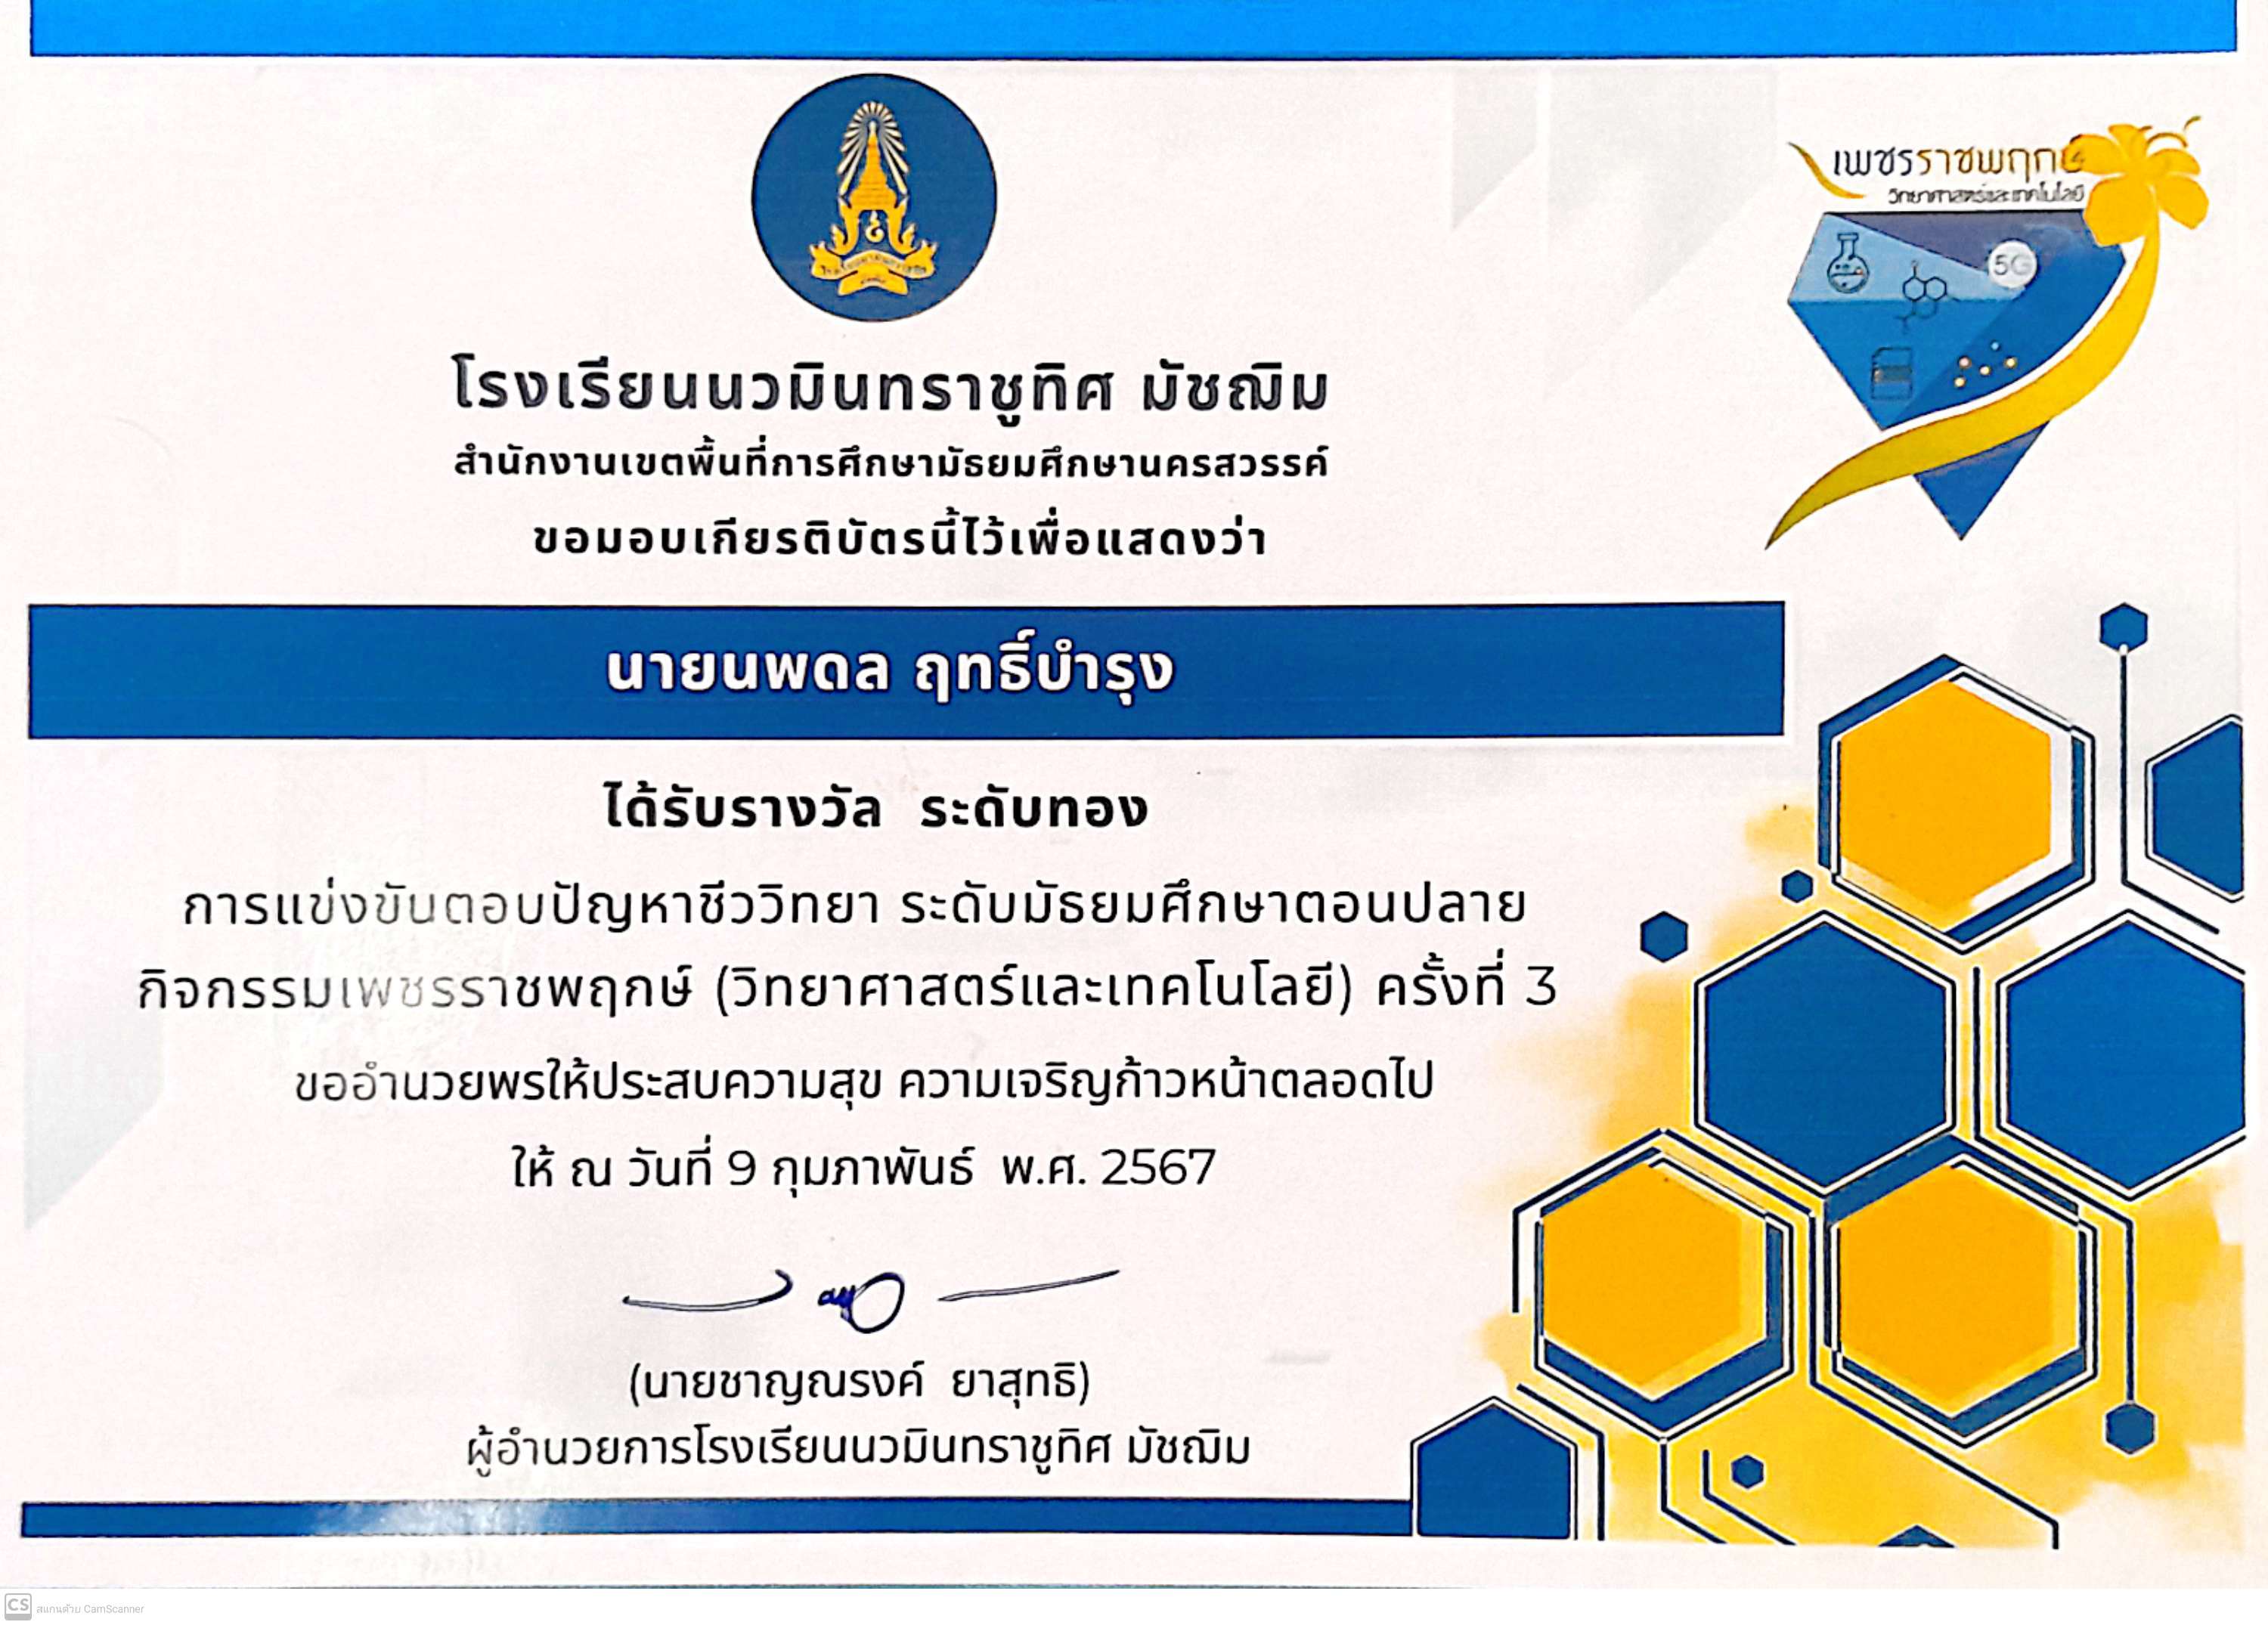 เพชรราชพฤกษ์
วิทยาศาสตร์และเทคโนโลยี
5G
โรงเรียนนวมินทราชูทิศ มัชฌิม
สำนักงานเขตพื้นที่การศึกษามัธยมศึกษานครสวรรค์
ขอมอบเกียรติบัตรนี้ไว้เพื่อแสดงว่า
นายนพดล ฤทธิ์บำรุง
ได้รับรางวัล ระดับทอง
การแข่งขันตอบปัญหาชีววิทยา ระดับมัธยมศึกษาตอนปลาย
กิจกรรมเพชรราชพฤกษ์ (วิทยาศาสตร์และเทคโนโลยี) ครั้งที่ 3
ขออำนวยพรให้ประสบความสุข ความเจริญก้าวหน้าตลอดไป
ให้ ณ วันที่ 9 กุมภาพันธ์ พ.ศ. 2567
(นายชาญณรงค์ ยาสุทธิ)
ผู้อำนวยการโรงเรียนนวมินทราชูทิศ มัชฌิม
CS สแกนด้วย CamScanner